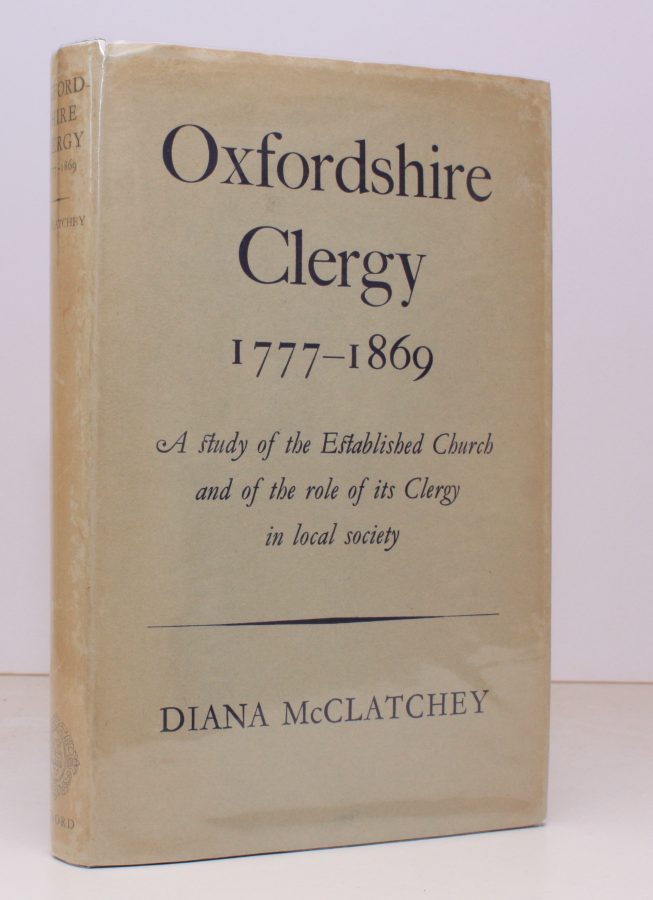 Oxfordshire
Clergy
1777–1869
A study of the Established Church
and of the role of its Clergy
in local society
DIANA McCLATCHEY